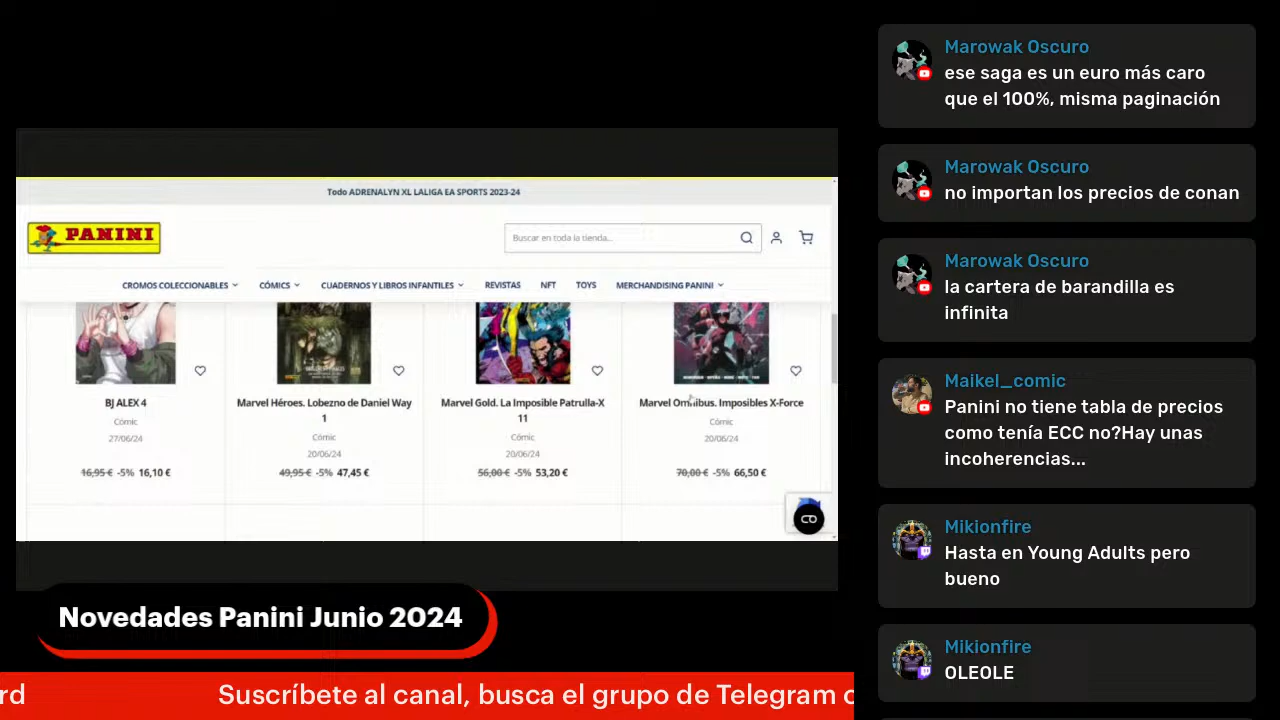 Todo ADRENALYN XL LALIGA EA SPORTS 2023-24
PANINI
Buscar en toda la tienda...
CROMOS COLECCIONABLES
CÓMICS
CUADERNOS Y LIBROS INFANTILES
REVISTAS
NFT
TOYS
MERCHANDISING PANINI
BJ ALEX 4
Cómic
27/06/24
16,95 € -5% 16,10 €
Marvel Héroes. Lobezno de Daniel Way
1
Cómic
20/06/24
49,95 € -5% 47,45 €
Marvel Gold. La Imposible Patrulla-X
11
Cómic
20/06/24
56,00 € -5% 53,20 €
Marvel Omnibus. Imposibles X-Force
Cómic
20/06/24
70,00 € -5% 66,50 €
Novedades Panini Junio 2024
rd
Suscríbete al canal, busca el grupo de Telegram
Marowak Oscuro
ese saga es un euro más caro
que el 100%, misma paginación
Marowak Oscuro
no importan los precios de conan
Marowak Oscuro
la cartera de barandilla es
infinita
Maikel_comic
Panini no tiene tabla de precios
como tenía ECC no?Hay unas
incoherencias...
Mikionfire
Hasta en Young Adults pero
bueno
Mikionfire
OLEOLE